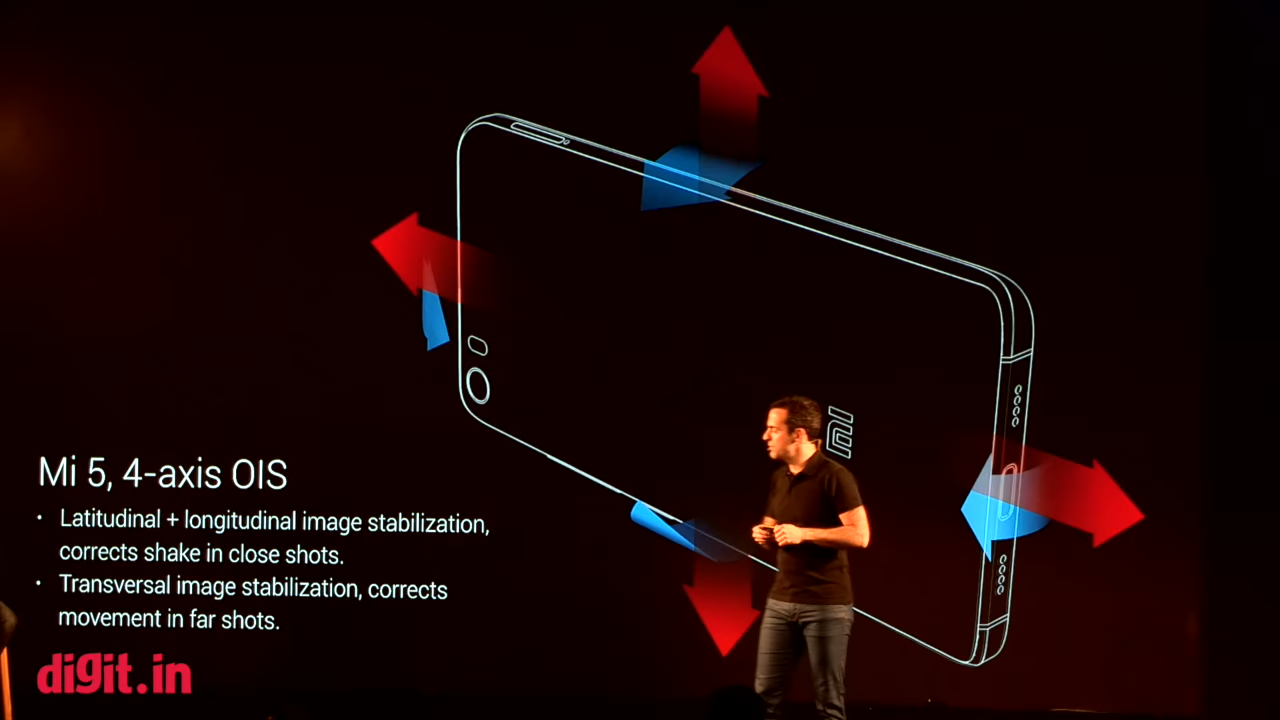 Mi 5, 4-axis OIS
• Latitudinal + longitudinal image stabilization,
corrects shake in close shots.
• Transversal image stabilization, corrects
movement in far shots.
digit.in